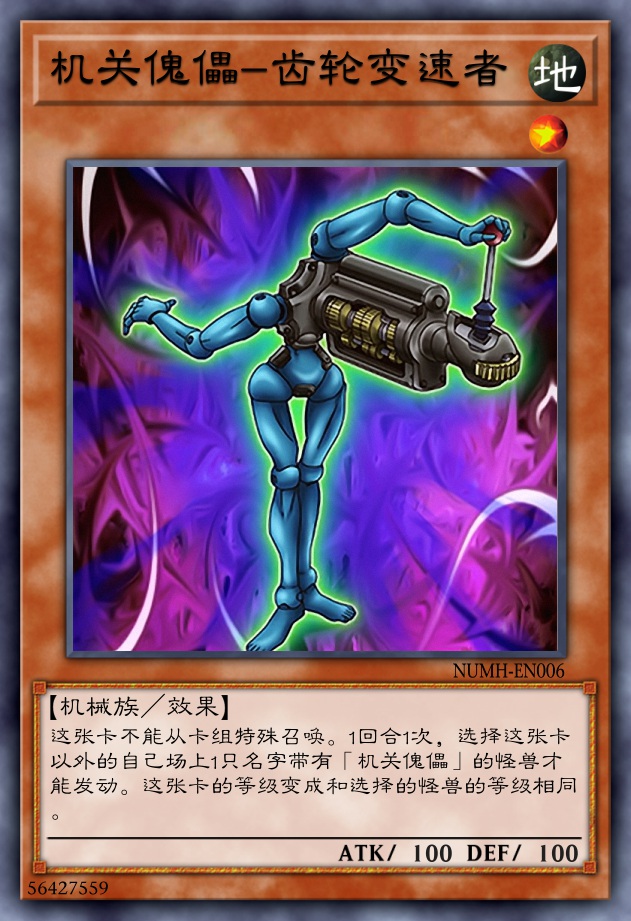 机关傀儡-齿轮变速者
地
NUMH-EN006
【机械族／效果】
这张卡不能从卡组特殊召唤。1回合1次，选择这张卡
以外的自己场上1只名字带有「机关傀儡」的怪兽才
能发动。这张卡的等级变成和选择的怪兽的等级相同
。
ATK/ 100 DEF/ 100
56427559